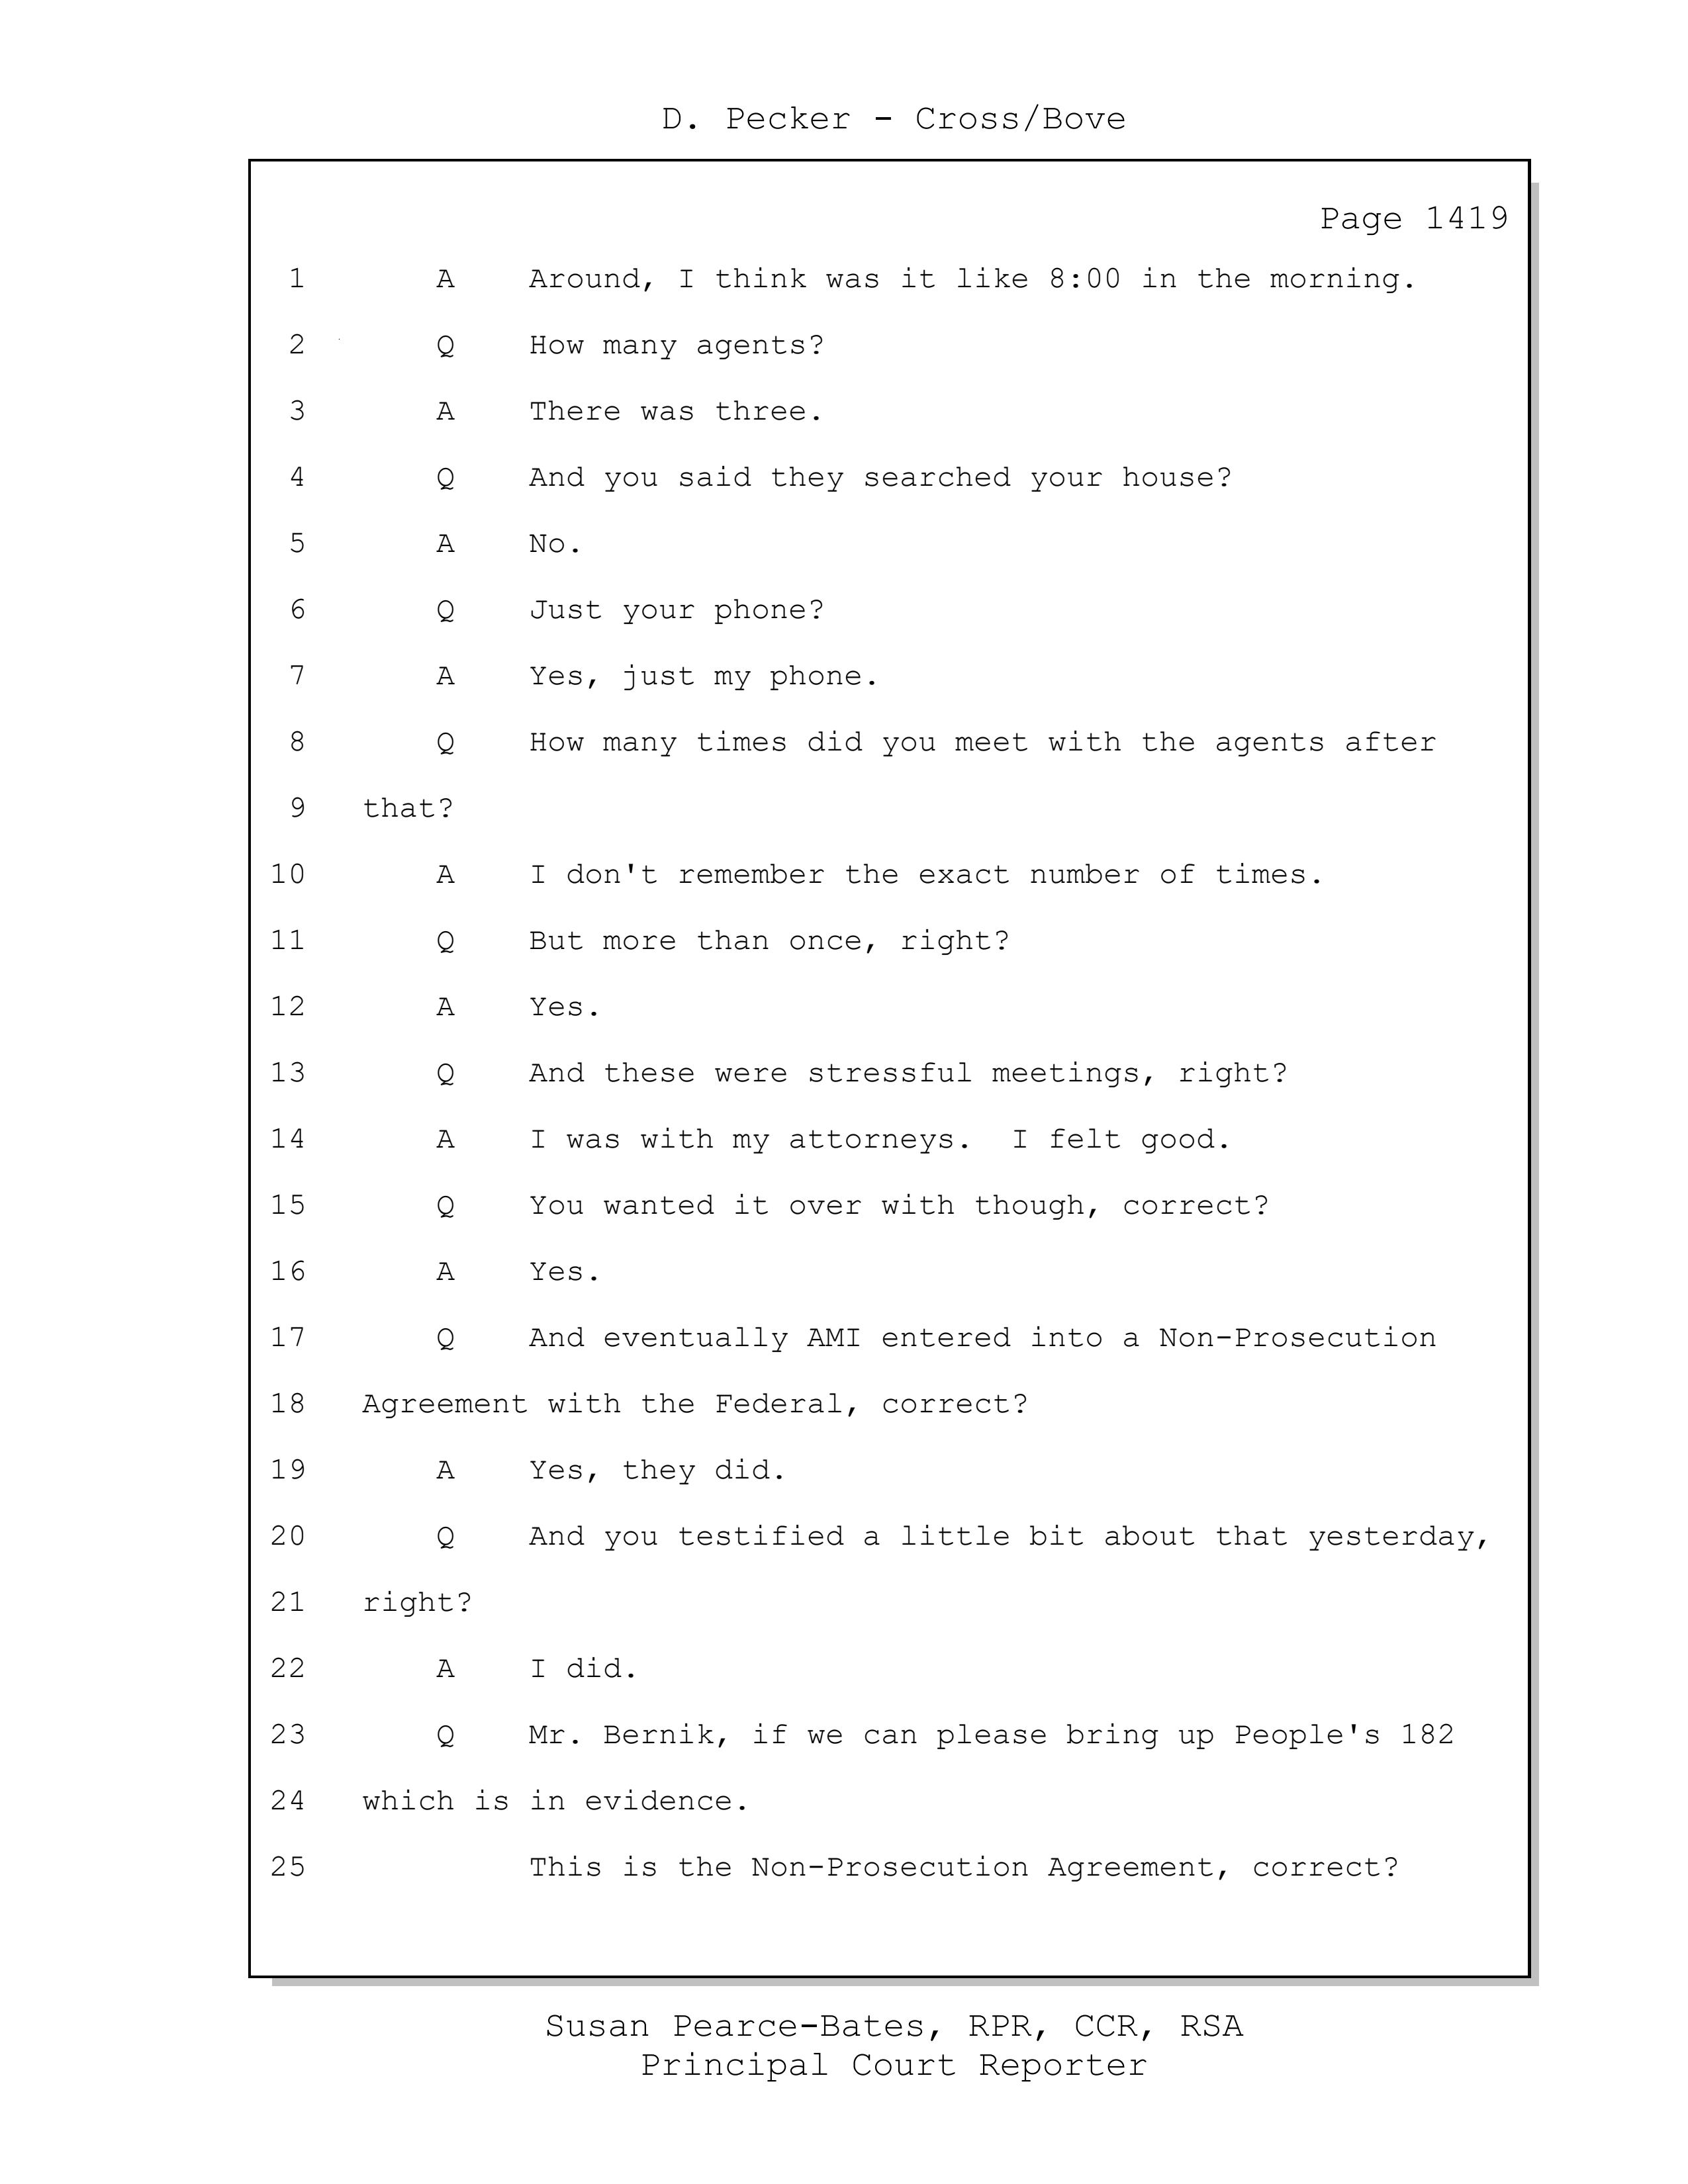 D. Pecker - Cross/Bove
Page 1419
1 A Around, I think was it like 8:00 in the morning.
2 Q How many agents?
3 A There was three.
4 Q And you said they searched your house?
5 A No.
6 Q Just your phone?
7 A Yes, just my phone.
8 Q How many times did you meet with the agents after
9 that?
10 A I don't remember the exact number of times.
11 Q But more than once, right?
12 A Yes.
13 Q And these were stressful meetings, right?
14 A I was with my attorneys.  I felt good.
15 Q You wanted it over with though, correct?
16 A Yes.
17 Q And eventually AMI entered into a Non-Prosecution
18 Agreement with the Federal, correct?
19 A Yes, they did.
20 Q And you testified a little bit about that yesterday,
21 right?
22 A I did.
23 Q Mr. Bernik, if we can please bring up People's 182
24 which is in evidence.
25 This is the Non-Prosecution Agreement, correct?
Susan Pearce-Bates, RPR, CCR, RSA
Principal Court Reporter